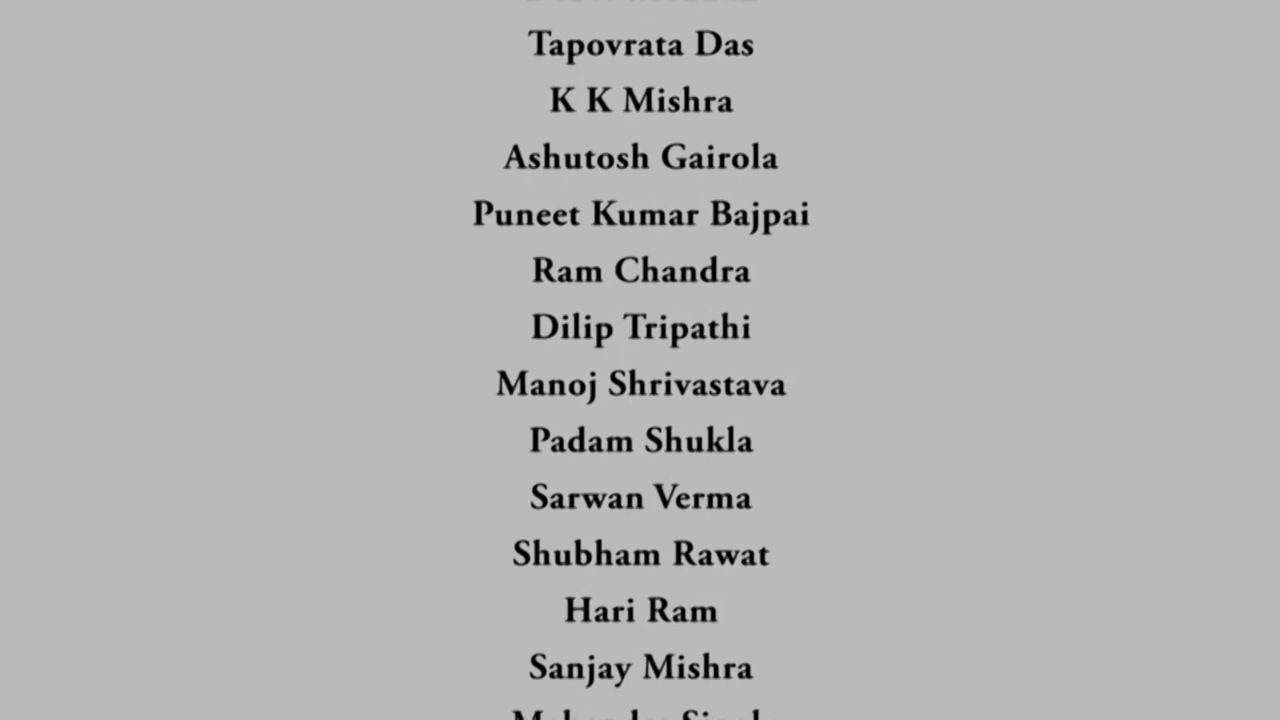 Tapovrata Das
K K Mishra
Ashutosh Gairola
Puneet Kumar Bajpai
Ram Chandra
Dilip Tripathi
Manoj Shrivastava
Padam Shukla
Sarwan Verma
Shubham Rawat
Hari Ram
Sanjay Mishra